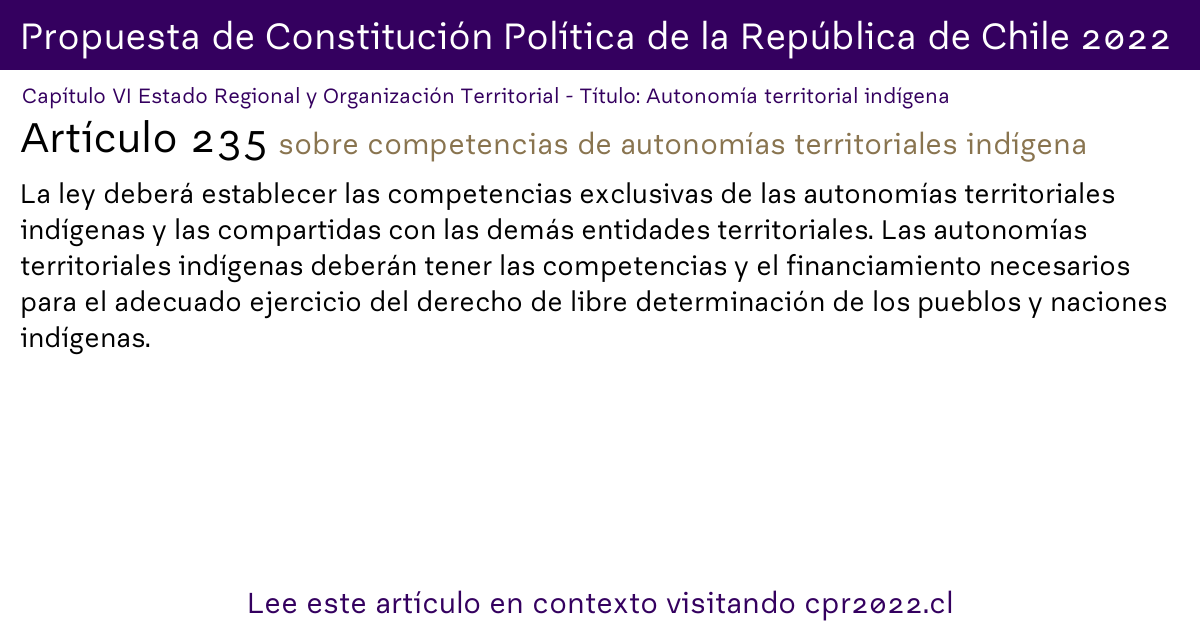 Propuesta de Constitución Política de la República de Chile 2022
Capítulo VI Estado Regional y Organización Territorial - Título: Autonomía territorial indígena
Artículo 235 sobre competencias de autonomías territoriales indígena
La ley deberá establecer las competencias exclusivas de las autonomías territoriales
indígenas y las compartidas con las demás entidades territoriales. Las autonomías
territoriales indígenas deberán tener las competencias y el financiamiento necesarios
para el adecuado ejercicio del derecho de libre determinación de los pueblos y naciones
indígenas.
Lee este artículo en contexto visitando cpr2022.cl